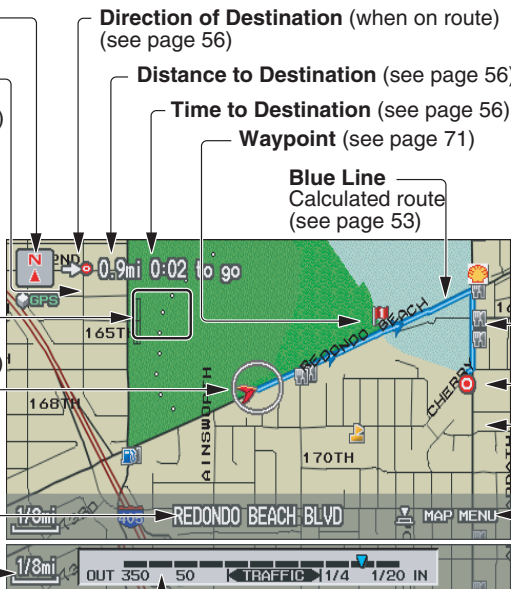 Direction of Destination (when on route)
(see page 56)
Distance to Destination (see page 56)
Time to Destination (see page 56)
)
Waypoint (see page 71)
Blue Line
Calculated route
(see page 53)
N
2ND
0.9mi 0:02 to go
GPS
165TH
1
REDONDO BEACH
)
168TH
AINSWORTH
CHERRY
170TH
1/8mi
405
REDONDO BEACH BLVD
MAP MENU
1/8mi
OUT 350 50 TRAFFIC 1/4 1/20 IN